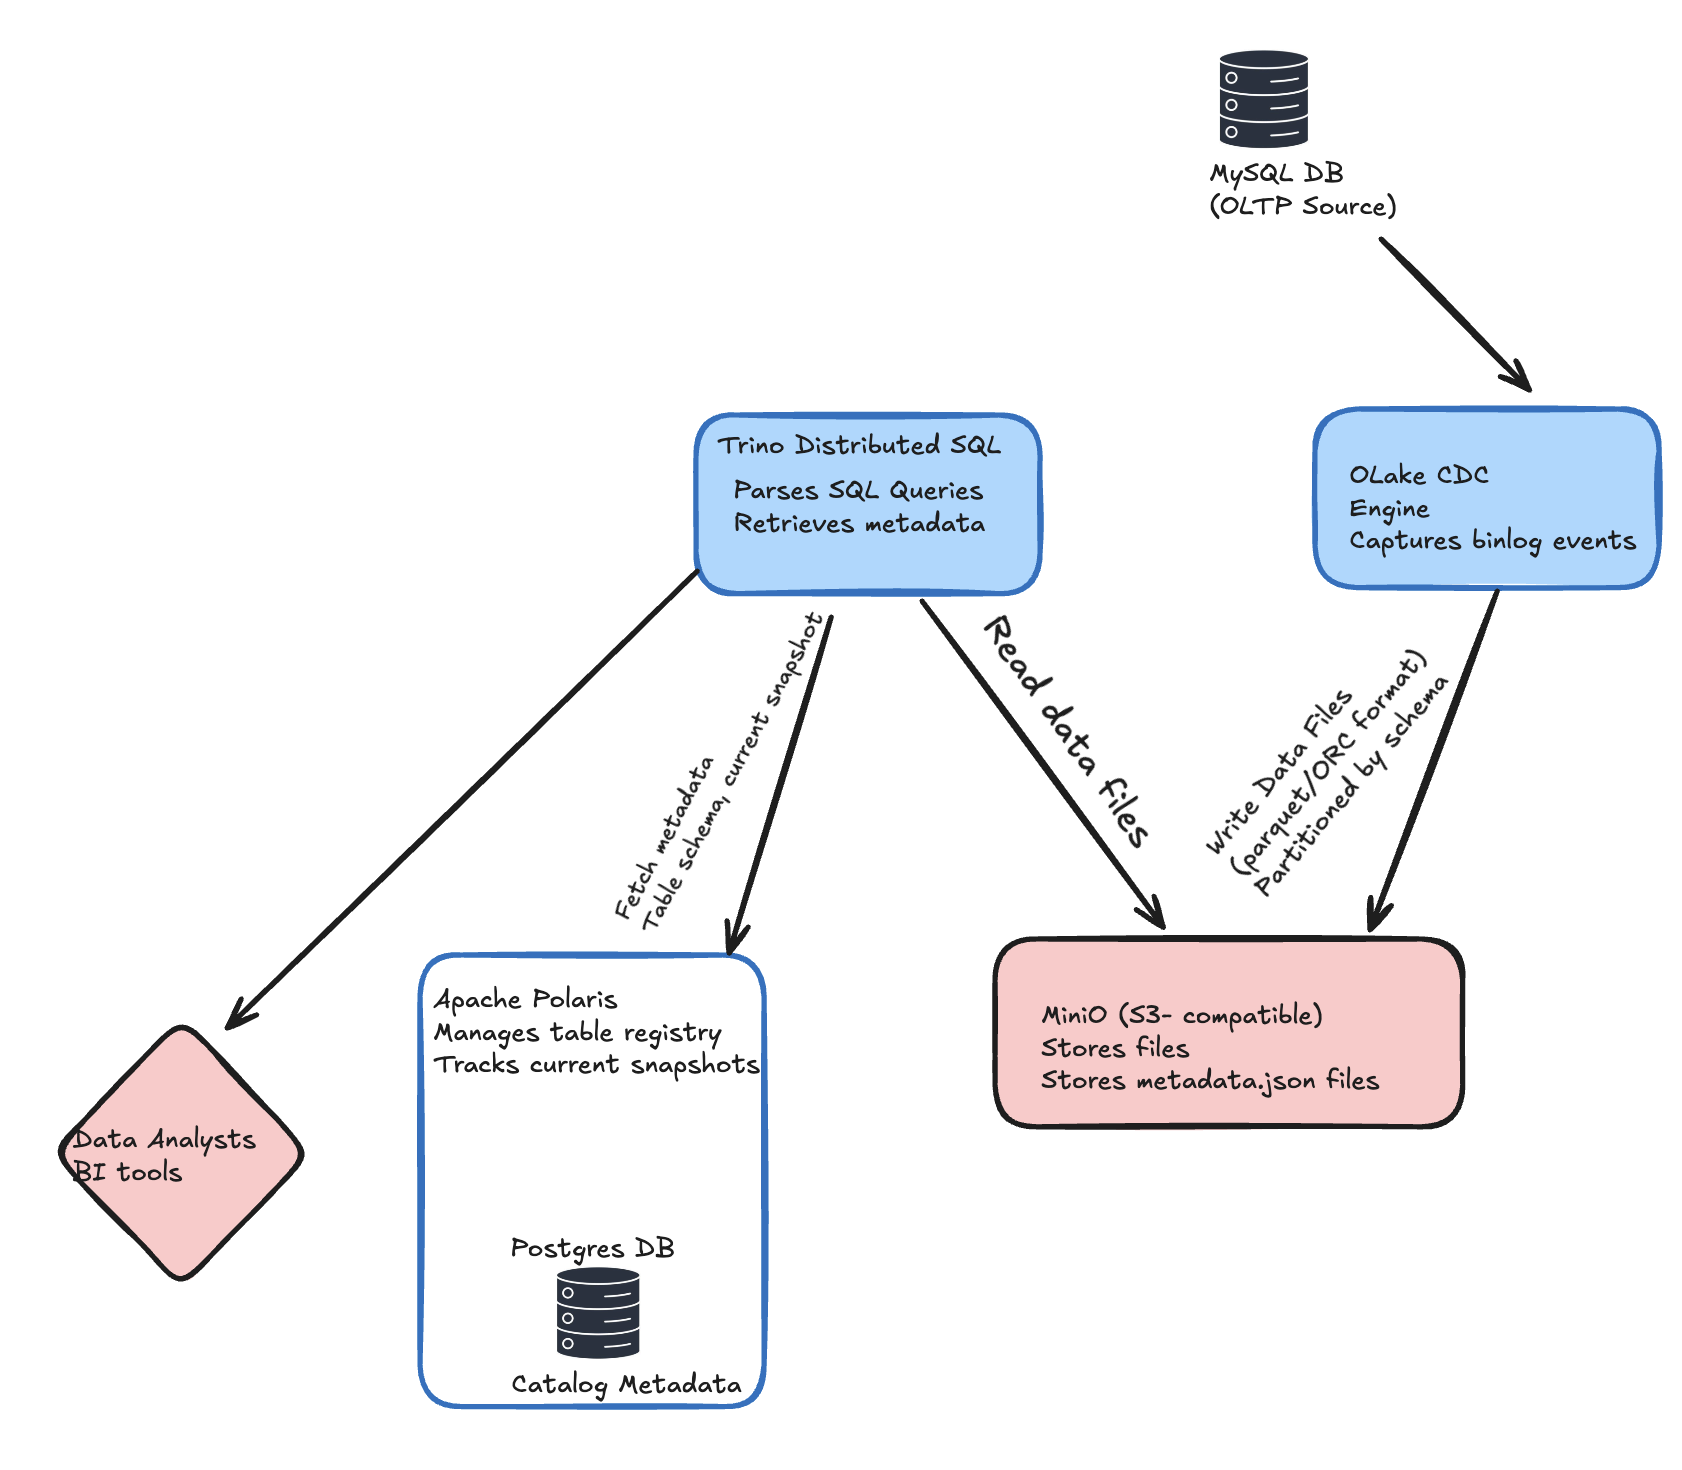 MySQL DB
(OLTP Source)
Trino Distributed SQL
Parses SQL Queries
Retrieves metadata
OLake CDC
Engine
Captures binlog events
Fetch metadata
Table schema, current snapshot
Read data files
Write Data Files
(parquet/ORC format)
Partitioned by schema
Apache Polaris
Manages table registry
Tracks current snapshots
MiniO (S3- compatible)
Stores files
Stores metadata.json files
Data Analysts
BI tools
Postgres DB
Catalog Metadata